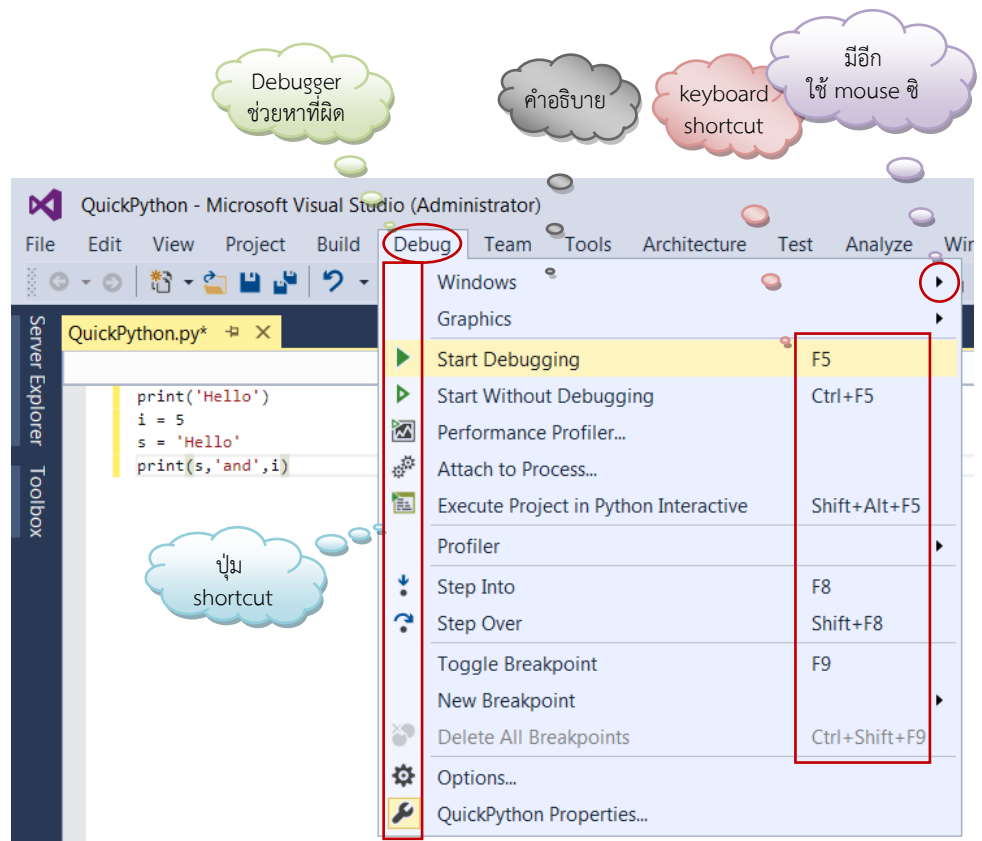 Debugger
ช่วยหาที่ผิด
คำอธิบาย
keyboard
shortcut
มีอีก
ใช้ mouse ซิ
QuickPython - Microsoft Visual Studio (Administrator)
File Edit View Project Build Debug Team Tools Architecture Test Analyze Win
Server Explorer
Toolbox
QuickPython.py*
print('Hello')
i = 5
s = 'Hello'
print(s,'and',i)
ปุ่ม
shortcut
Windows
Graphics
Start Debugging F5
Start Without Debugging Ctrl+F5
Performance Profiler...
Attach to Process...
Execute Project in Python Interactive Shift+Alt+F5
Profiler
Step Into F8
Step Over Shift+F8
Toggle Breakpoint F9
New Breakpoint
Delete All Breakpoints Ctrl+Shift+F9
Options...
QuickPython Properties...